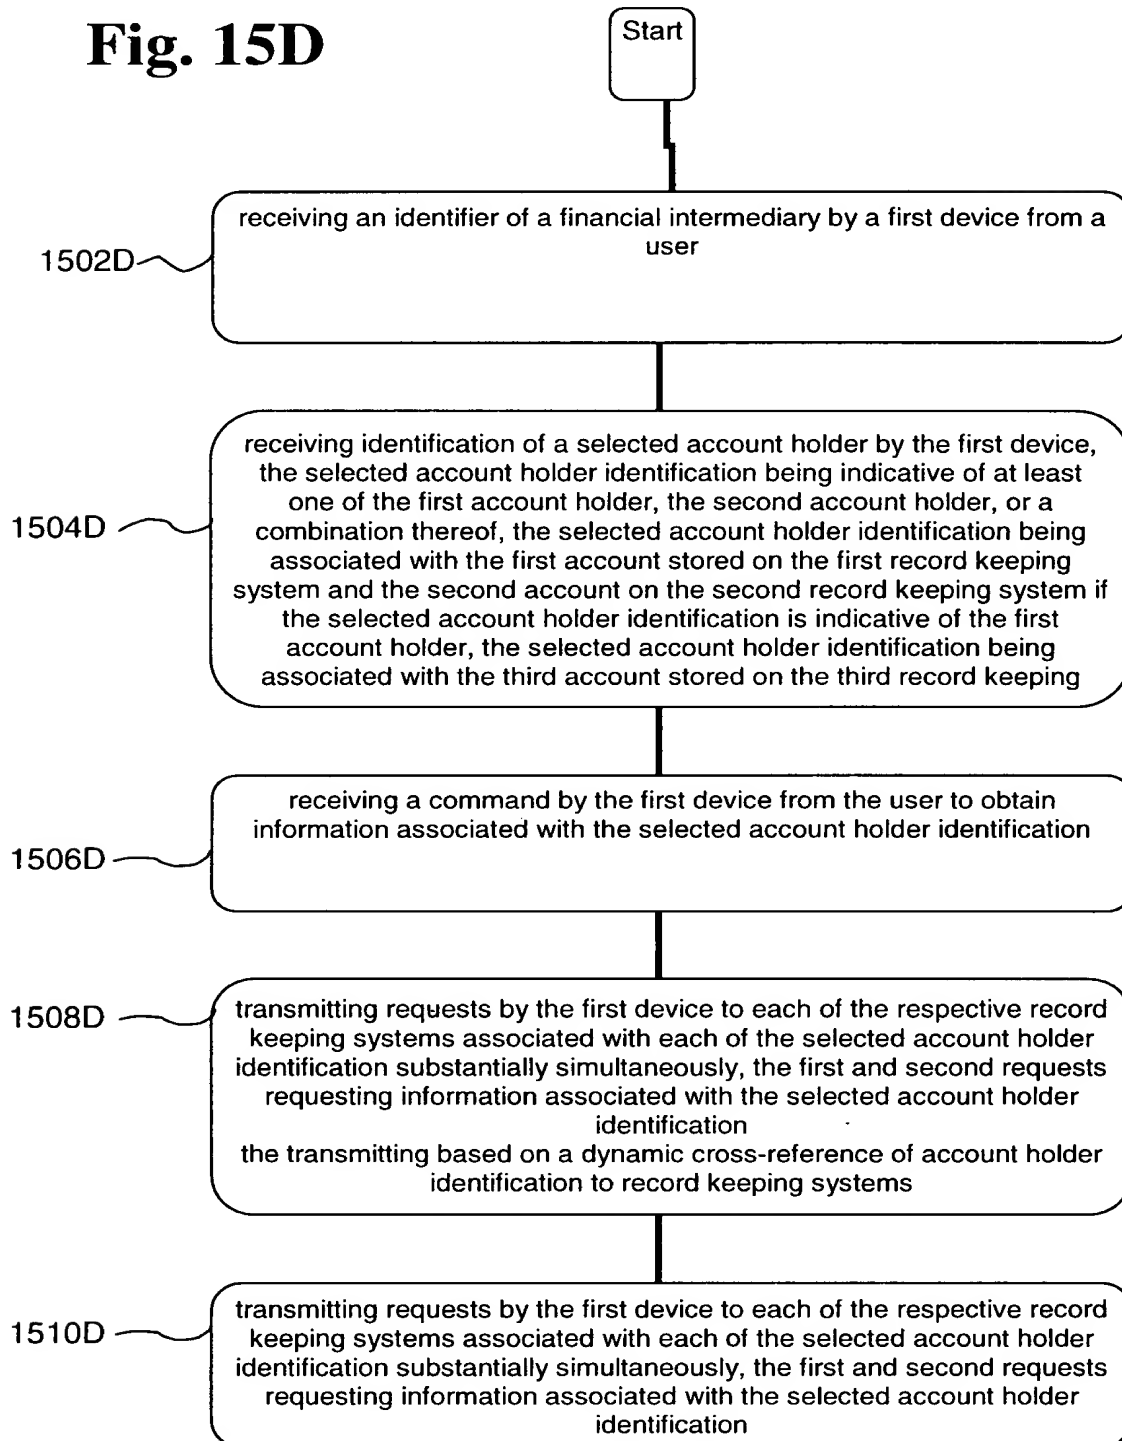 Fig. 15D
Start
receiving an identifier of a financial intermediary by a first device from a
user
1502D
receiving identification of a selected account holder by the first device,
the selected account holder identification being indicative of at least
one of the first account holder, the second account holder, or a
combination thereof, the selected account holder identification being
associated with the first account stored on the first record keeping
system and the second account on the second record keeping system if
the selected account holder identification is indicative of the first
account holder, the selected account holder identification being
associated with the third account stored on the third record keeping
1504D
receiving a command by the first device from the user to obtain
information associated with the selected account holder identification
1506D
transmitting requests by the first device to each of the respective record
keeping systems associated with each of the selected account holder
identification substantially simultaneously, the first and second requests
requesting information associated with the selected account holder
identification
the transmitting based on a dynamic cross-reference of account holder
identification to record keeping systems
1508D
transmitting requests by the first device to each of the respective record
keeping systems associated with each of the selected account holder
identification substantially simultaneously, the first and second requests
requesting information associated with the selected account holder
identification
1510D